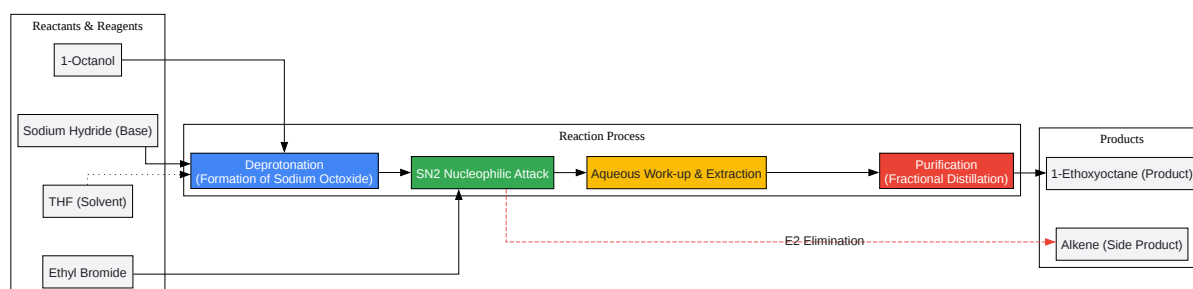 Reactants & Reagents
1-Octanol
Sodium Hydride (Base)
THF (Solvent)
Ethyl Bromide
Reaction Process
Deprotonation
(Formation of Sodium Octoxide)
SN2 Nucleophilic Attack
Aqueous Work-up & Extraction
Purification
(Fractional Distillation)
E2 Elimination
Products
1-Ethoxyoctane (Product)
Alkene (Side Product)